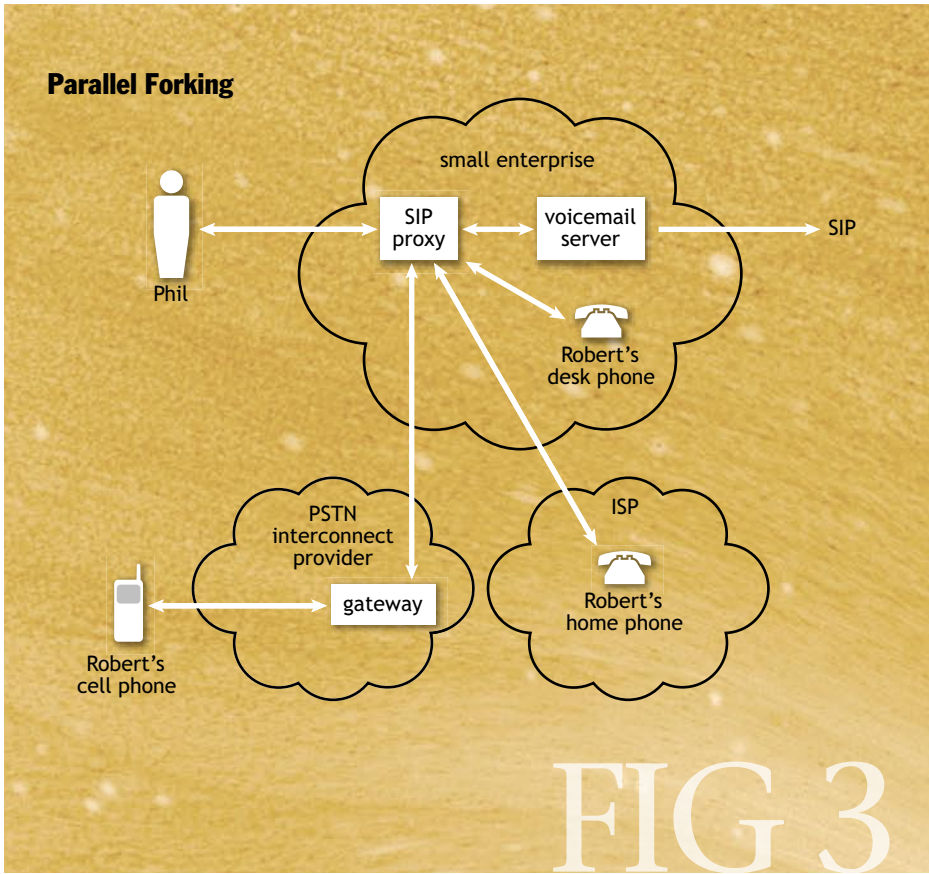 Parallel Forking
small enterprise
SIP
proxy
voicemail
server
SIP
Phil
Robert's
desk phone
PSTN
interconnect
provider
ISP
gateway
Robert's
home phone
Robert's
cell phone
FIG 3